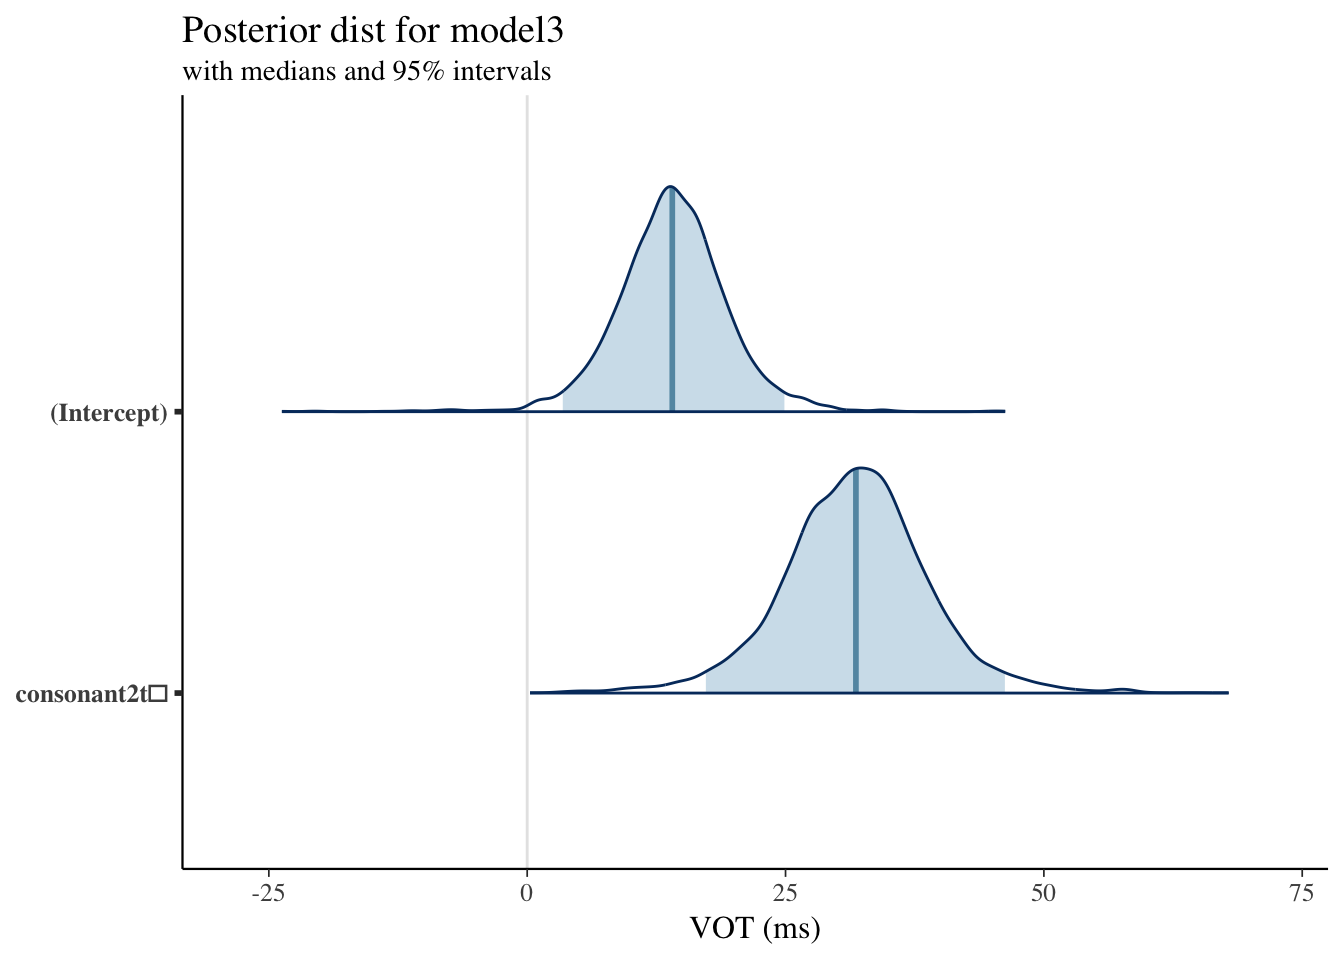 Posterior dist for model3
with medians and 95% intervals
(Intercept)
consonant2t□
-25 0 25 50 75
VOT (ms)